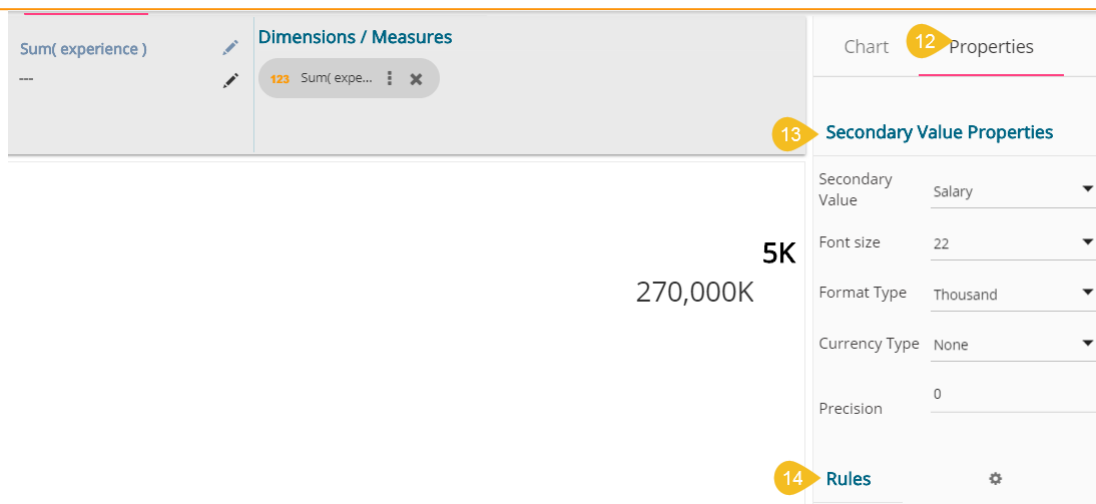 Sum( experience )
---
Dimensions / Measures
123 Sum( expe...
Chart
12
Properties
13
Secondary Value Properties
Secondary
Value
Salary
Font size
22
Format Type
Thousand
Currency Type
None
Precision
0
5K
270,000K
14
Rules